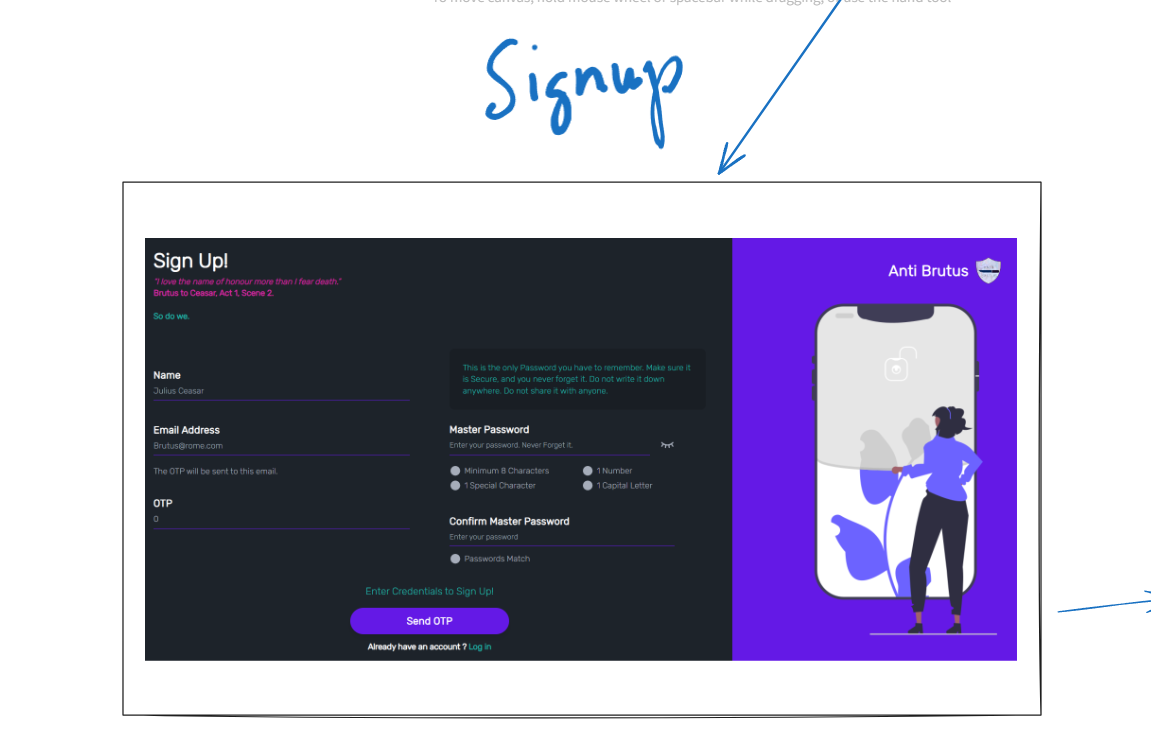 To move canvas, hold mouse wheel or spacebar while dragging, or use the hand tool
Signup
Sign Up!
"I love the name of honour more than I fear death."
Brutus to Ceasar, Act 1, Scene 2.
So do we.
Name
Julius Ceasar
Email Address
Brutus@rome.com
The OTP will be sent to this email.
OTP
0
This is the only Password you have to remember. Make sure it
is Secure, and you never forget it. Do not write it down
anywhere. Do not share it with anyone.
Master Password
Enter your password. Never Forget it.
Minimum 8 Characters
1 Number
1 Special Character
1 Capital Letter
Confirm Master Password
Enter your password
Passwords Match
Enter Credentials to Sign Up!
Send OTP
Already have an account ? Log In
Anti Brutus